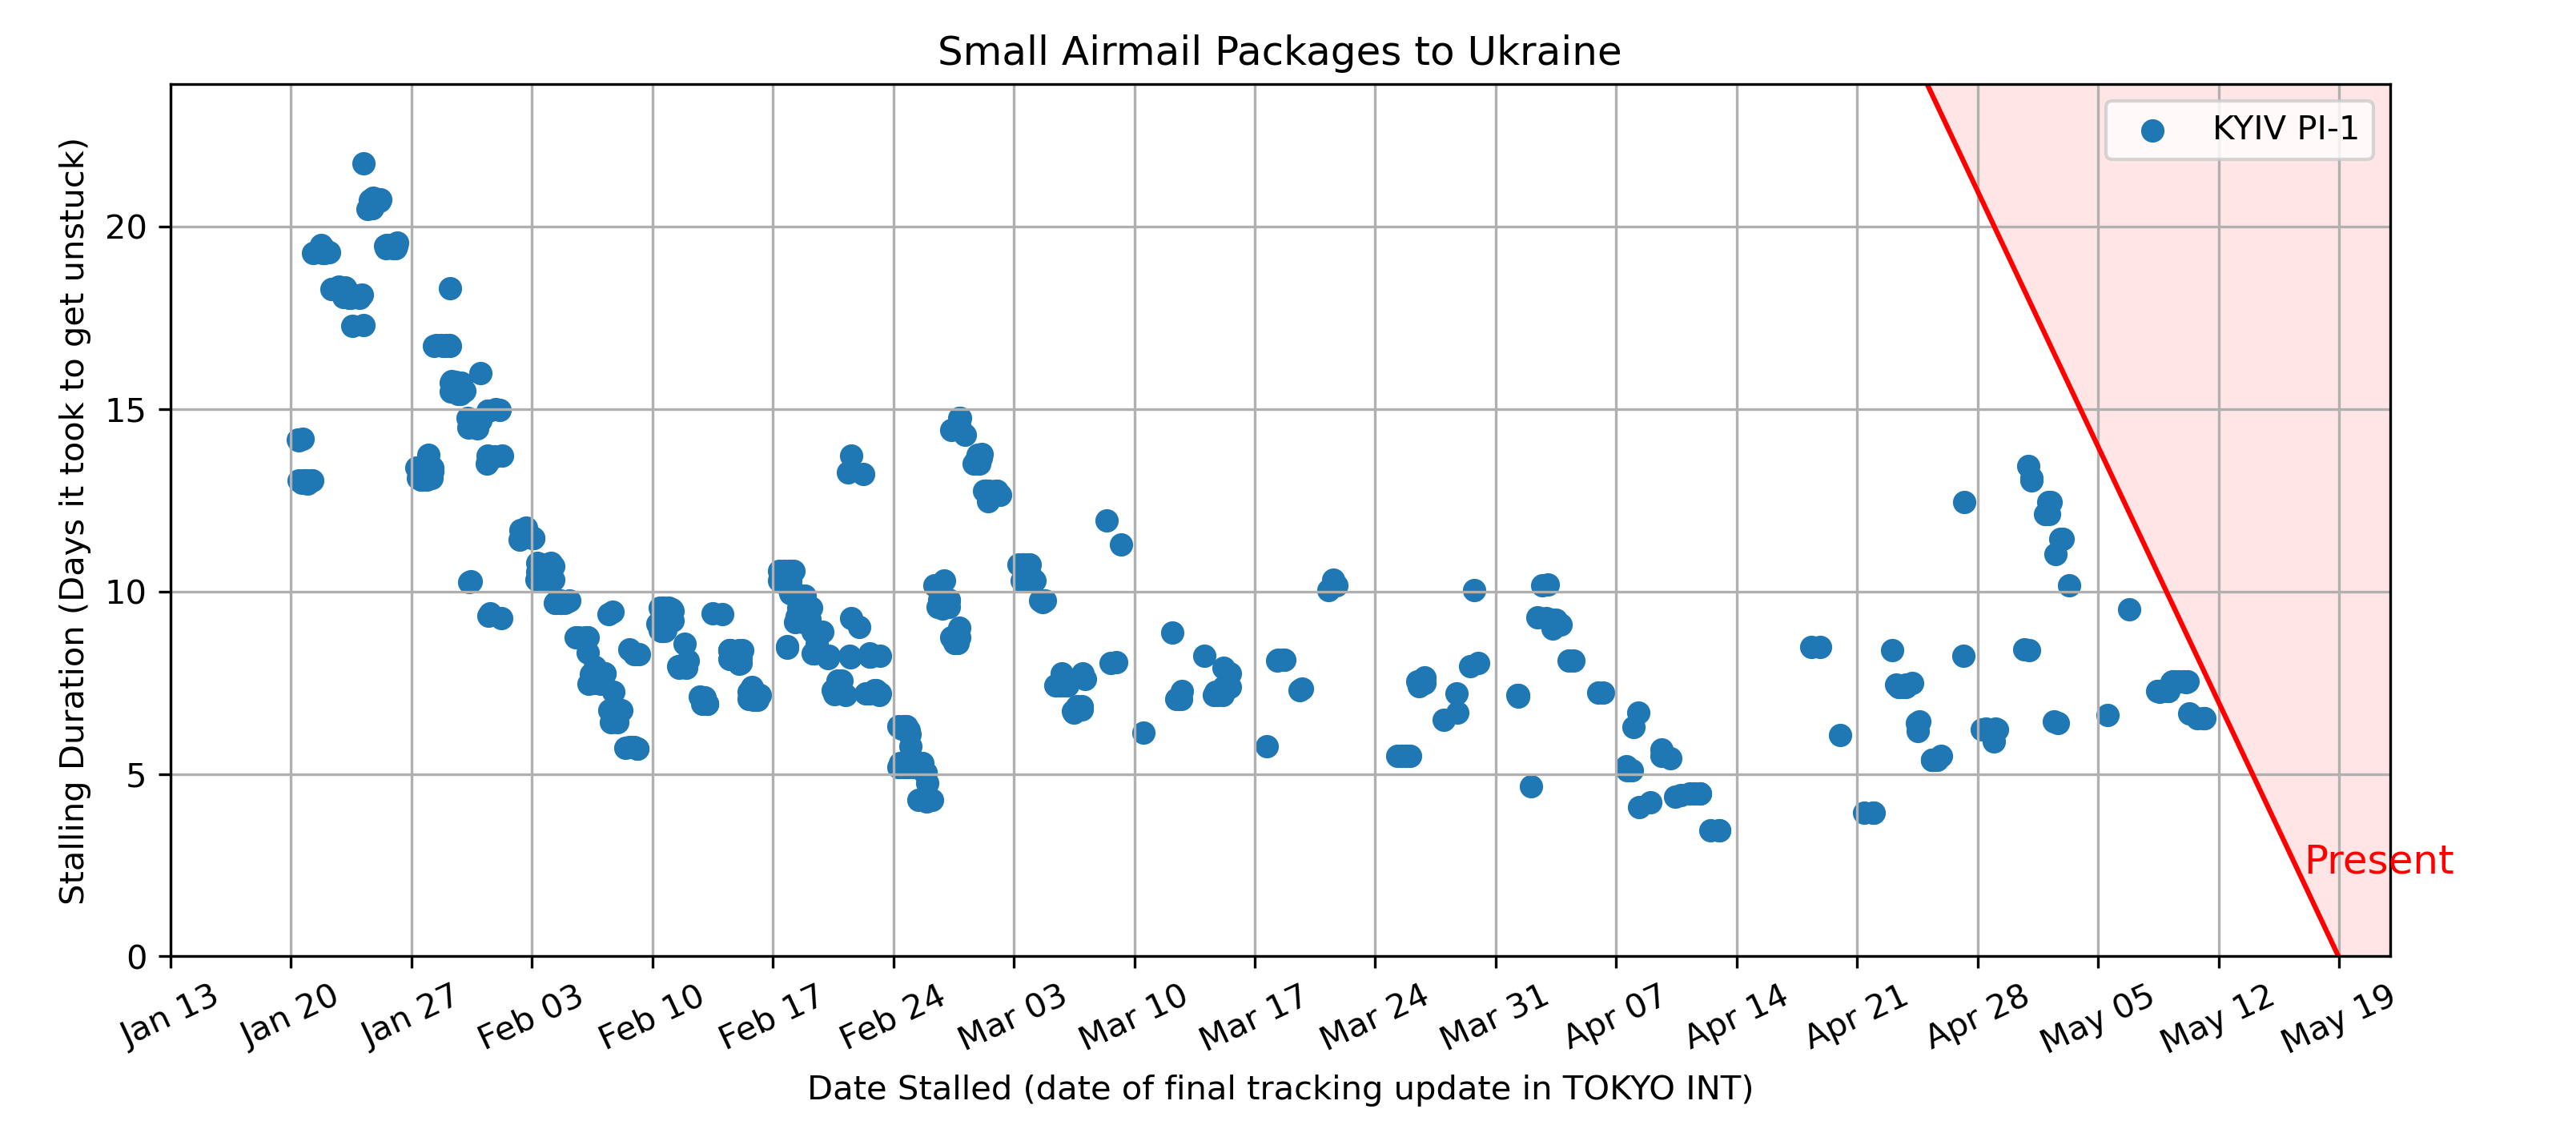 Small Airmail Packages to Ukraine
KYIV PI-1
Stalling Duration (Days it took to get unstuck)
20
15
10
5
0
Present
Jan 13
Jan 20
Jan 27
Feb 03
Feb 10
Feb 17
Feb 24
Mar 03
Mar 10
Mar 17
Mar 24
Mar 31
Apr 07
Apr 14
Apr 21
Apr 28
May 05
May 12
May 19
Date Stalled (date of final tracking update in TOKYO INT)